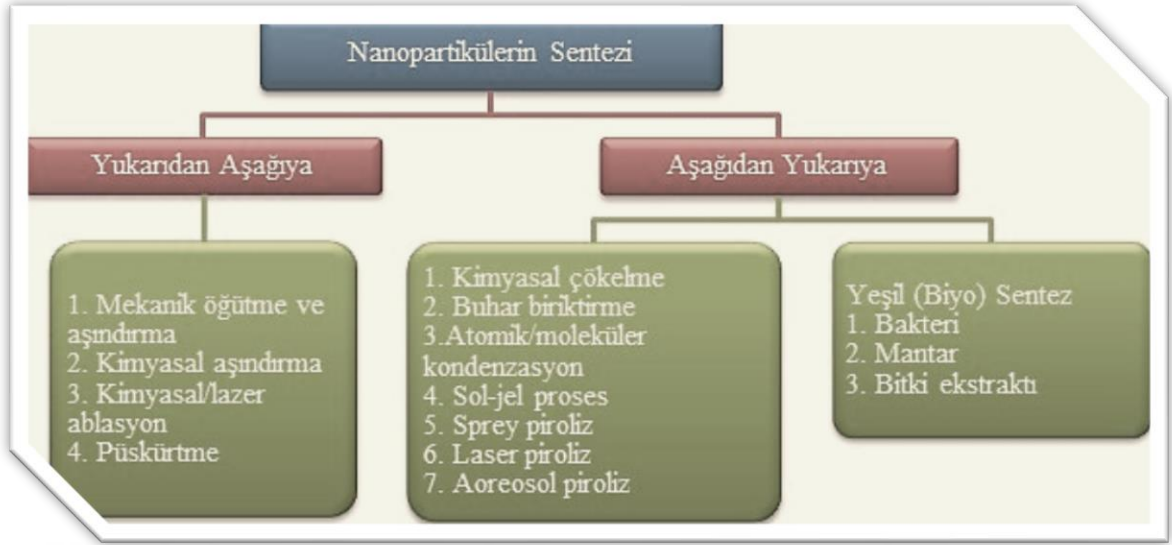 Nanopartikülerin Sentezi
Yukarıdan Aşağıya
Aşağıdan Yukarıya
1. Mekanik öğütme ve
aşındırma
2. Kimyasal aşındırma
3. Kimyasal/lazer
ablasyon
4. Püskürtme
1. Kimyasal çökelme
2. Buhar biriktirme
3.Atomik/moleküler
kondenzasyon
4. Sol-jel proses
5. Sprey piroliz
6. Laser piroliz
7. Aoreosol piroliz
Yeşil (Biyo) Sentez
1. Bakteri
2. Mantar
3. Bitki ekstraktı